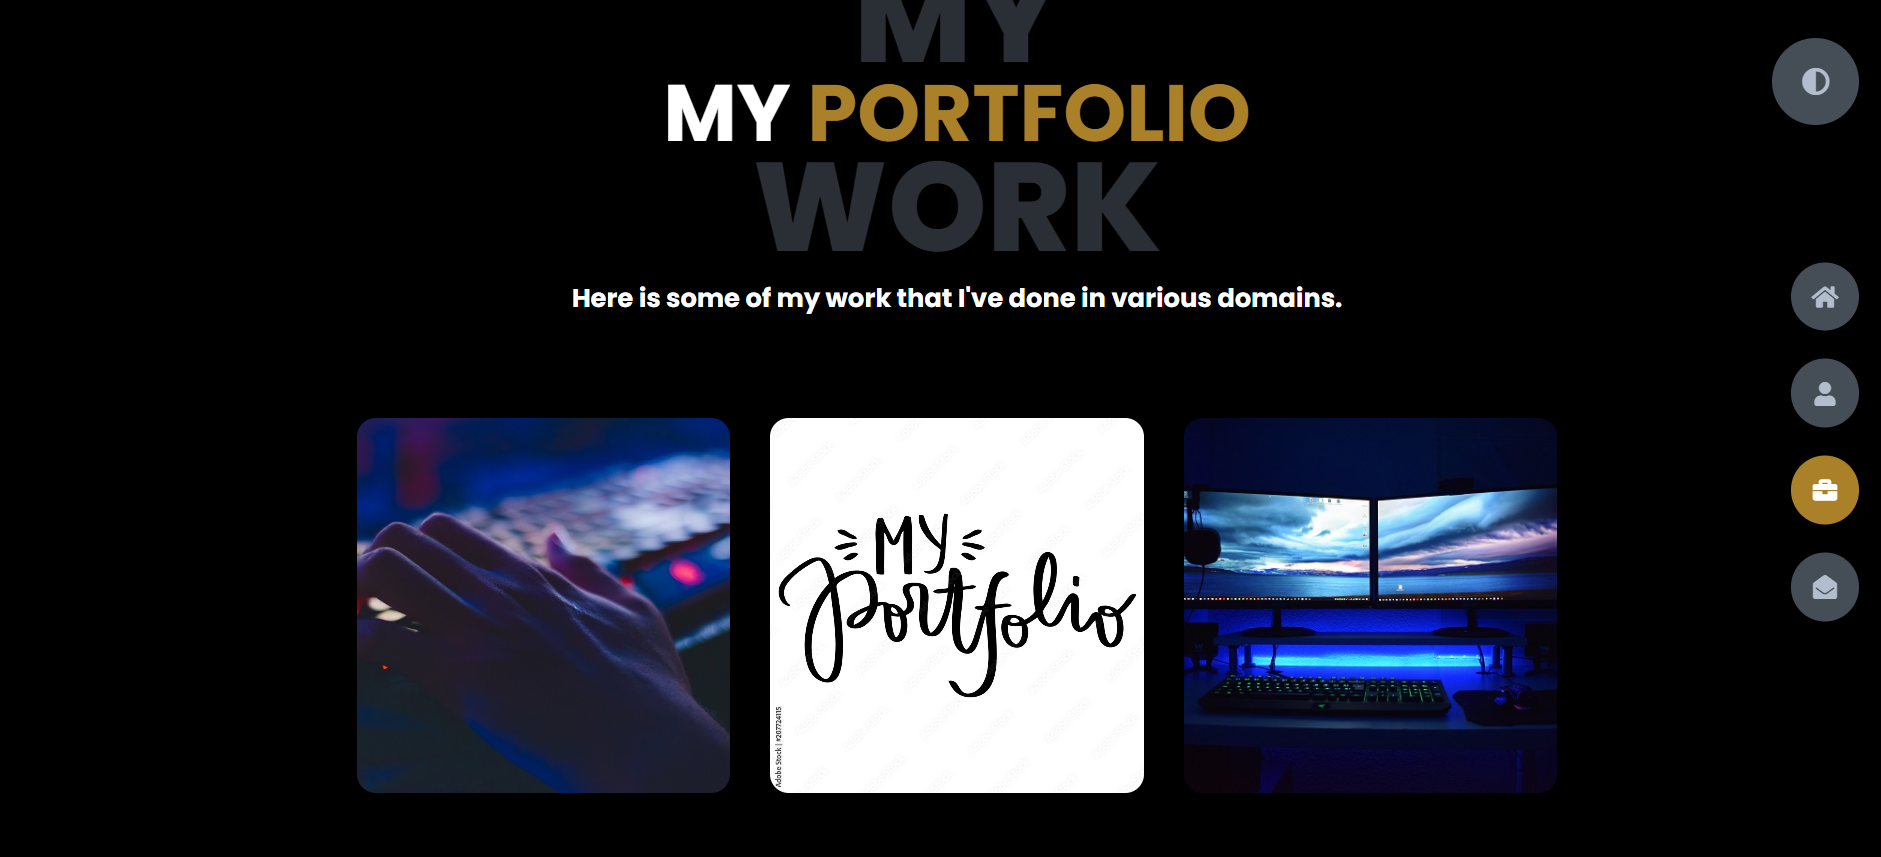 MY
MY PORTFOLIO
WORK
Here is some of my work that I've done in various domains.
MY
Portfolio
Adobe Stock | #207724115